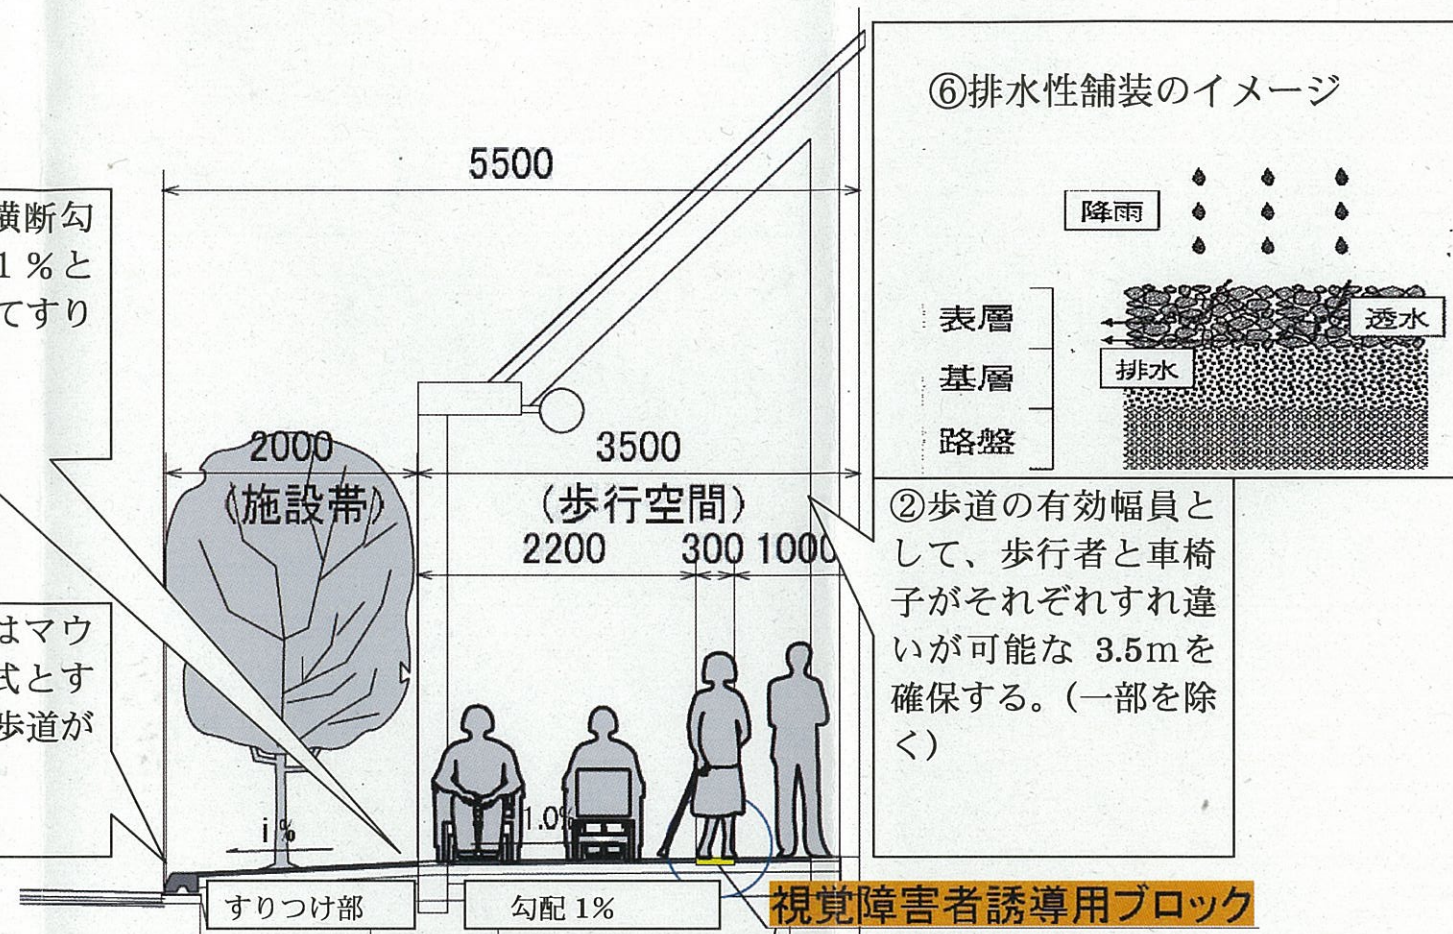 ⑥排水性舗装のイメージ
降雨
表層
基層
路盤
透水
排水
5500
横断勾
1%と
てすり
2000
3500
(施設帯)
(歩行空間)
2200
300
1000
②歩道の有効幅員と
して、歩行者と車椅
子がそれぞれすれ違
いが可能な 3.5mを
確保する。(一部を除
く)
はマウ
式とす
歩道が
i%
1.0%
すりつけ部
勾配 1%
視覚障害者誘導用ブロック